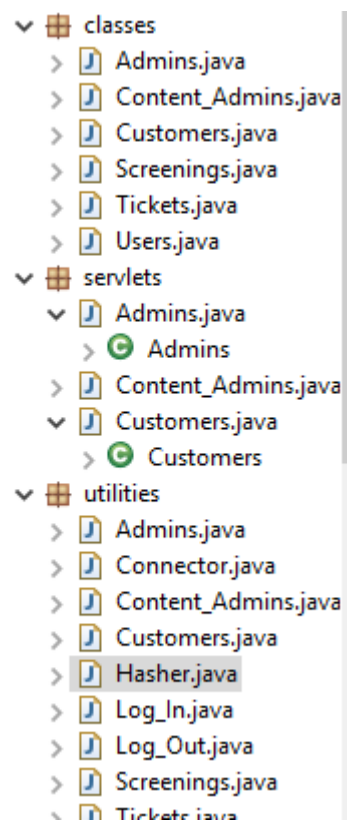 classes
Admins.java
Content_Admins.java
Customers.java
Screenings.java
Tickets.java
Users.java
servlets
Admins.java
Admins
Content_Admins.java
Customers.java
Customers
utilities
Admins.java
Connector.java
Content_Admins.java
Customers.java
Hasher.java
Log_In.java
Log_Out.java
Screenings.java
Tickets.java